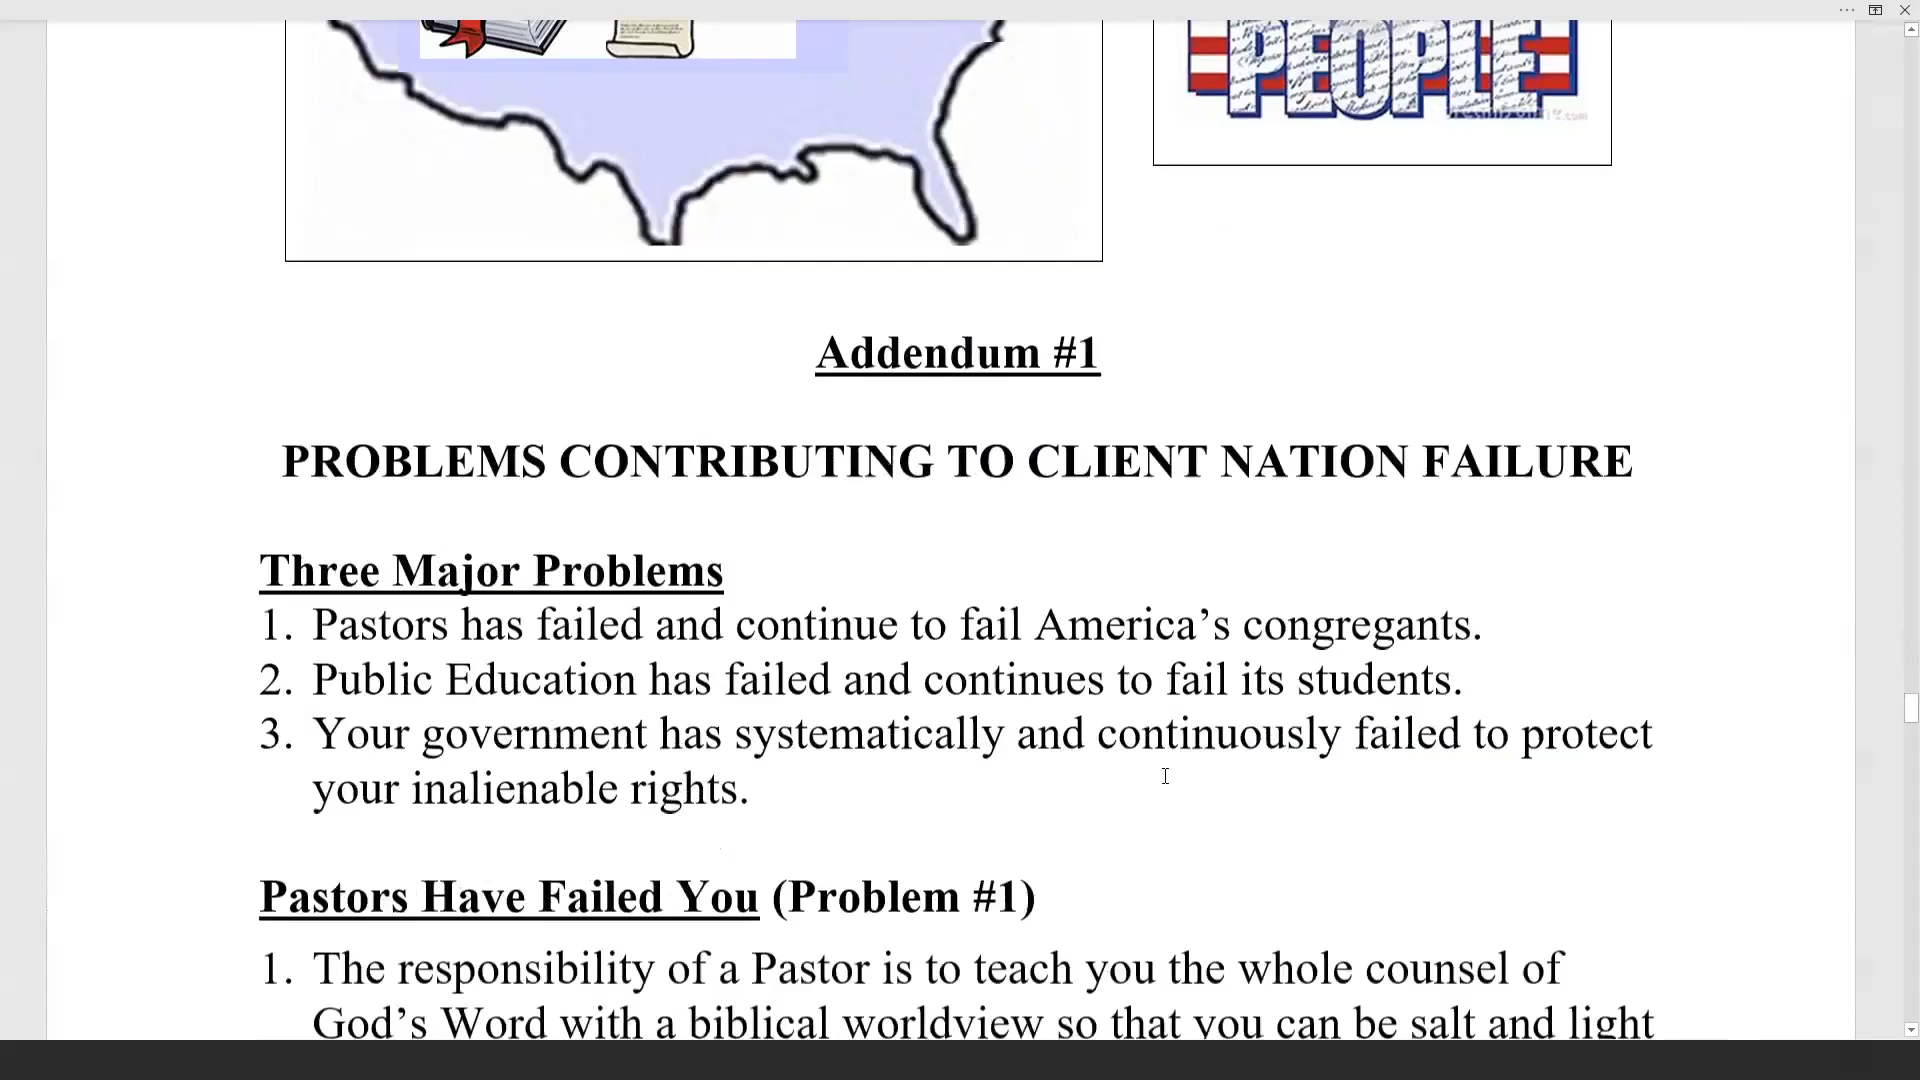 PEOPLE
Addendum #1
PROBLEMS CONTRIBUTING TO CLIENT NATION FAILURE
Three Major Problems
1. Pastors has failed and continue to fail America’s congregants.
2. Public Education has failed and continues to fail its students.
3. Your government has systematically and continuously failed to protect
your inalienable rights.
Pastors Have Failed You (Problem #1)
1. The responsibility of a Pastor is to teach you the whole counsel of
God’s Word with a biblical worldview so that you can be salt and light